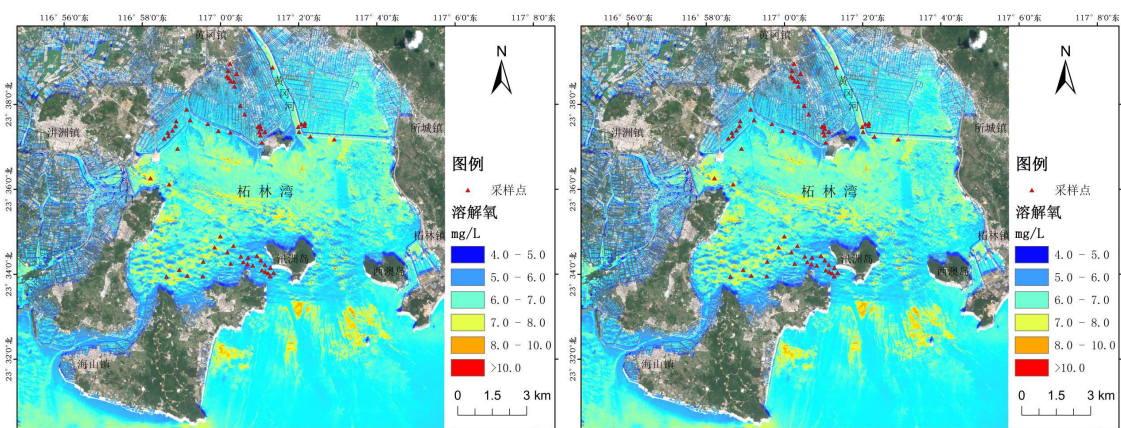 116°56'0"东 116°58'0"东 117°0'0"东 117°2'0"东 117°4'0"东 117°6'0"东 117°8'0"东
23°38'0"北
23°36'0"北
23°34'0"北
23°32'0"北
黄冈镇
黄冈河
汫洲镇
所城镇
柘林湾
柘林镇
汛洲岛
西澳岛
海山镇
N
图例
采样点
溶解氧
mg/L
4.0 - 5.0
5.0 - 6.0
6.0 - 7.0
7.0 - 8.0
8.0 - 10.0
>10.0
0 1.5 3 km
116°56'0"东 116°58'0"东 117°0'0"东 117°2'0"东 117°4'0"东 117°6'0"东 117°8'0"东
23°38'0"北
23°36'0"北
23°34'0"北
23°32'0"北
黄冈镇
黄冈河
汫洲镇
所城镇
柘林湾
柘林镇
汛洲岛
西澳岛
海山镇
N
图例
采样点
溶解氧
mg/L
4.0 - 5.0
5.0 - 6.0
6.0 - 7.0
7.0 - 8.0
8.0 - 10.0
>10.0
0 1.5 3 km